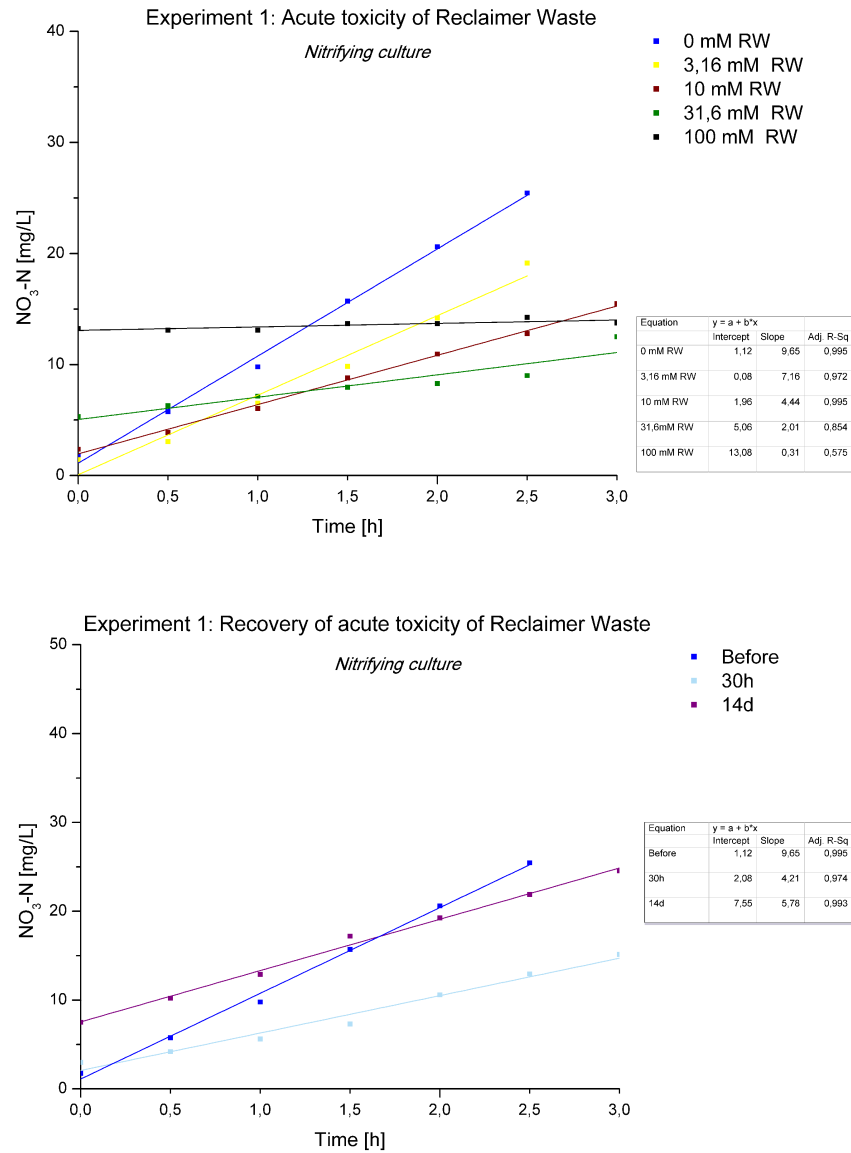 Experiment 1: Acute toxicity of Reclaimer Waste
Nitrifying culture
0 mM RW
3,16 mM  RW
10 mM RW
31,6 mM  RW
100 mM  RW
40
30
20
10
0
NO3-N [mg/L]
0,0 0,5 1,0 1,5 2,0 2,5 3,0
Time [h]
Equation y = a + b*x
Intercept Slope Adj. R-Sq
0 mM RW 1,12 9,65 0,995
3,16 mM RW 0,08 7,16 0,972
10 mM RW 1,96 4,44 0,995
31,6mM RW 5,06 2,01 0,854
100 mM RW 13,08 0,31 0,575
Experiment 1: Recovery of acute toxicity of Reclaimer Waste
Nitrifying culture
Before
30h
14d
50
40
30
20
10
0
NO3-N [mg/L]
0,0 0,5 1,0 1,5 2,0 2,5 3,0
Time [h]
Equation y = a + b*x
Intercept Slope Adj. R-Sq
Before 1,12 9,65 0,995
30h 2,08 4,21 0,974
14d 7,55 5,78 0,993